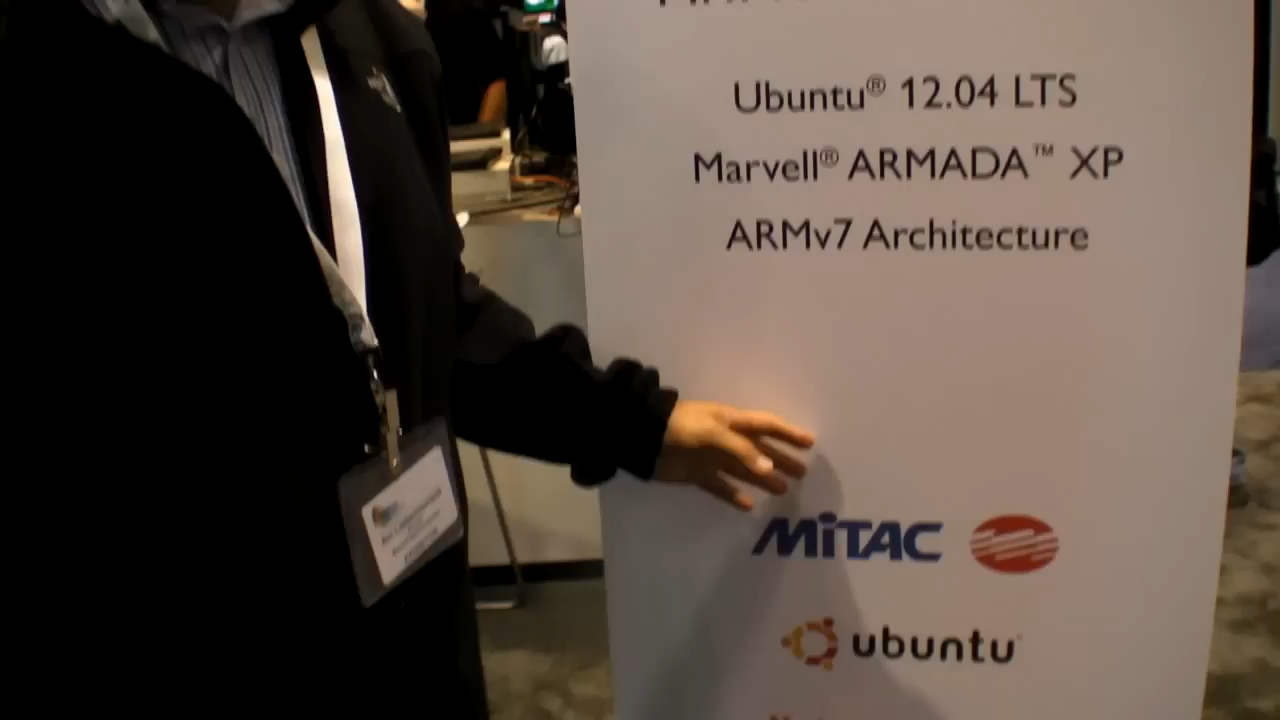 Ubuntu® 12.04 LTS
Marvell® ARMADA™ XP
ARMv7 Architecture
MiTAC
ubuntu